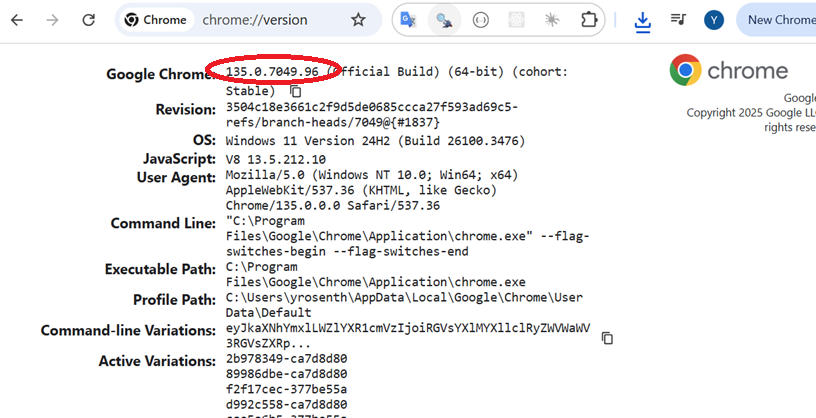 Chrome chrome://version
Y
New Chrome
Google Chrome: 135.0.7049.96 (Official Build) (64-bit) (cohort:
Stable)
Revision: 3504c18e3661c2f9d5de0685ccca27f593ad69c5-
refs/branch-heads/7049@{#1837}
OS: Windows 11 Version 24H2 (Build 26100.3476)
JavaScript: V8 13.5.212.10
User Agent: Mozilla/5.0 (Windows NT 10.0; Win64; x64)
AppleWebKit/537.36 (KHTML, like Gecko)
Chrome/135.0.0.0 Safari/537.36
Command Line: "C:\Program
Files\Google\Chrome\Application\chrome.exe" --flag-
switches-begin --flag-switches-end
Executable Path: C:\Program
Files\Google\Chrome\Application\chrome.exe
Profile Path: C:\Users\yrosenth\AppData\Local\Google\Chrome\User
Data\Default
Command-line Variations: eyJkaXNhYmxlLWZlYXR1cmVzIjoiRGVsYXlMYXllclRyZWVWaWV
3RGVsZXRp...
Active Variations: 2b978349-ca7d8d80
89986dbe-ca7d8d80
f2f17cec-377be55a
d992c558-ca7d8d80
chrome
Googl
Copyright 2025 Google LL
rights rese